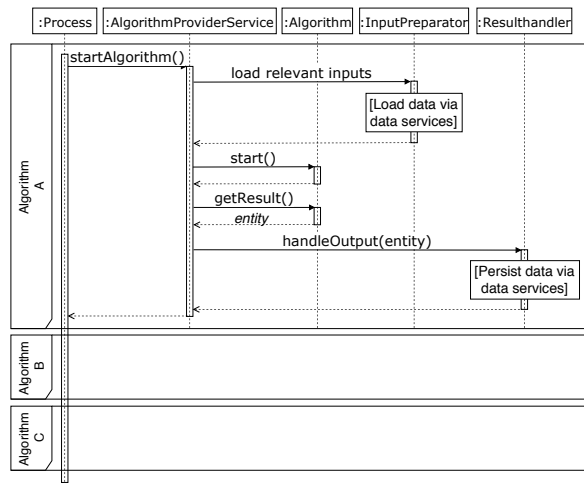 :Process
:AlgorithmProviderService
:Algorithm
:InputPreparator
:Resulthandler
startAlgorithm()
load relevant inputs
[Load data via
data services]
start()
getResult()
entity
handleOutput(entity)
[Persist data via
data services]
Algorithm
A
Algorithm
B
Algorithm
C